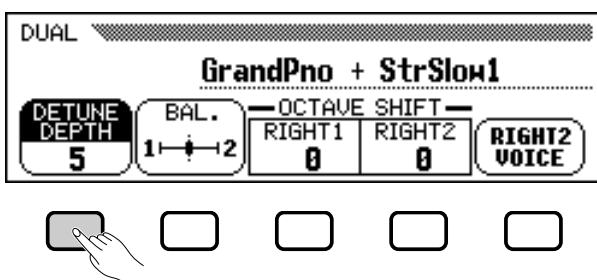 DUAL
GrandPno + StrSlow1
DETUNE DEPTH 5
BAL. 1 2
OCTAVE SHIFT
RIGHT1 0
RIGHT2 0
RIGHT2 VOICE